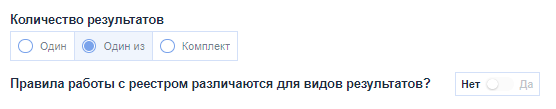 Количество результатов
Один Один из Комплект
Правила работы с реестром различаются для видов результатов? Нет Да